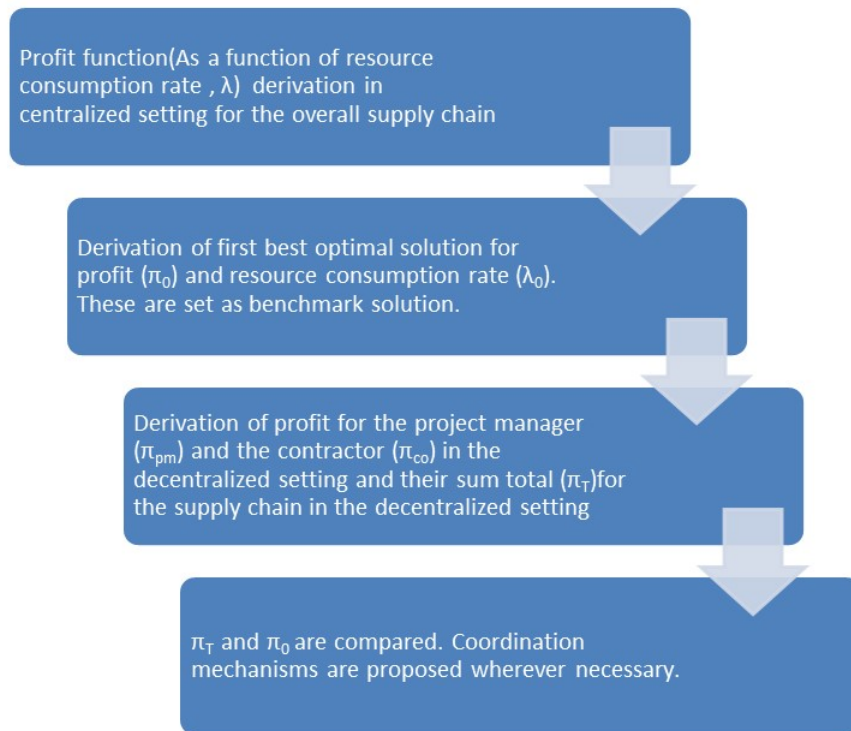 Profit function(As a function of resource
consumption rate , λ) derivation in
centralized setting for the overall supply chain
Derivation of first best optimal solution for
profit (π₀) and resource consumption rate (λ₀).
These are set as benchmark solution.
Derivation of profit for the project manager
(πpm) and the contractor (πco) in the
decentralized setting and their sum total (πT)for
the supply chain in the decentralized setting
πT and π₀ are compared. Coordination
mechanisms are proposed wherever necessary.